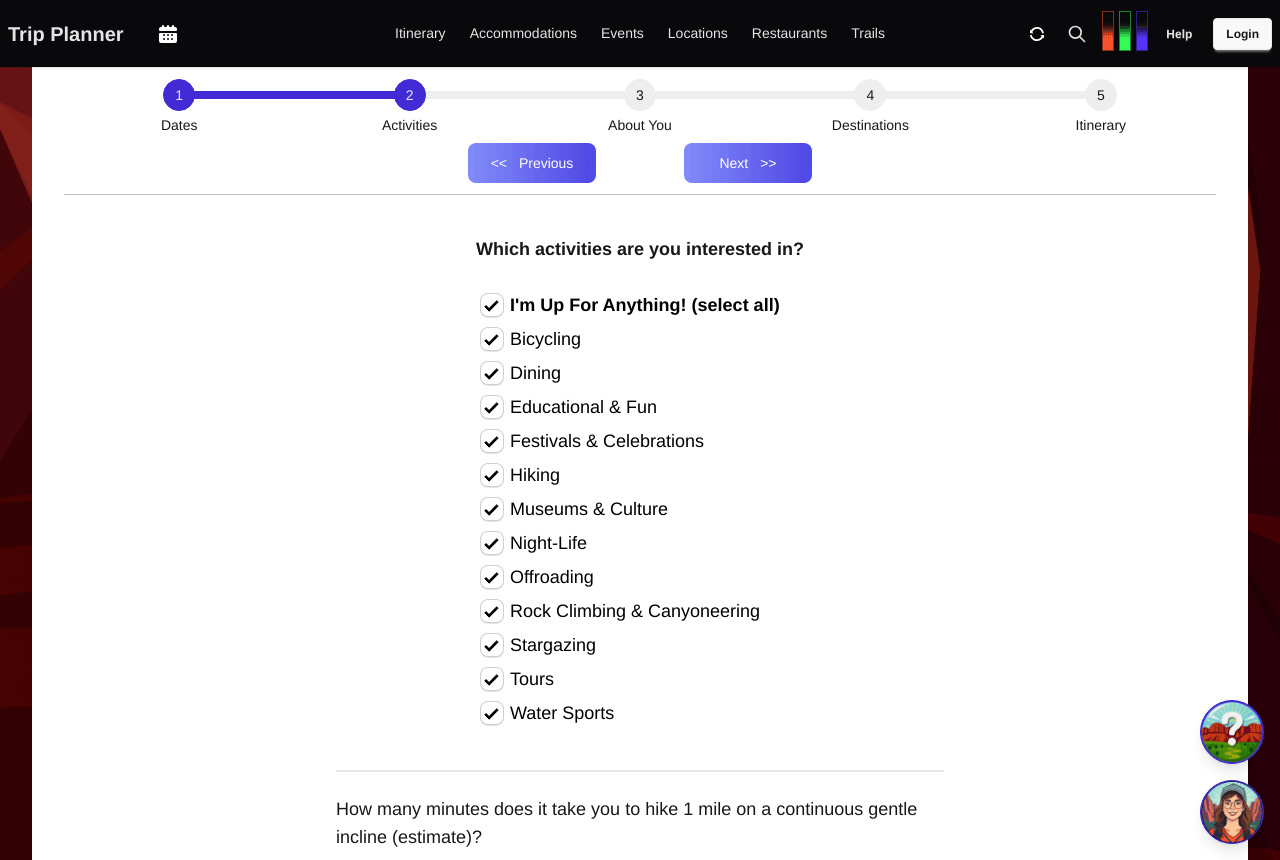 Trip Planner
Itinerary Accommodations Events Locations Restaurants Trails
Help
Login
1 2 3 4 5
Dates Activities About You Destinations Itinerary
<< Previous Next >>
Which activities are you interested in?
I'm Up For Anything! (select all)
Bicycling
Dining
Educational & Fun
Festivals & Celebrations
Hiking
Museums & Culture
Night-Life
Offroading
Rock Climbing & Canyoneering
Stargazing
Tours
Water Sports
?
How many minutes does it take you to hike 1 mile on a continuous gentle
incline (estimate)?